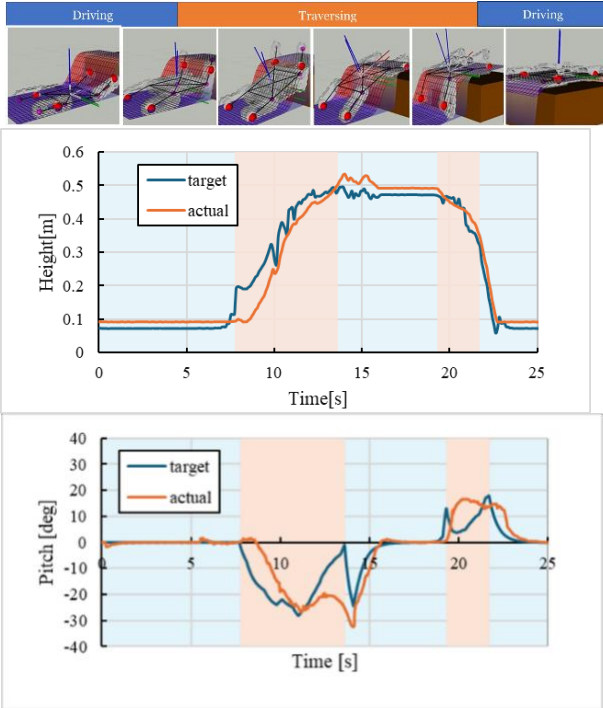 Driving Traversing Driving
0.6
target
actual
0.5
0.4
0.3
0.2
0.1
0
Height[m]
0 5 10 15 20 25
Time[s]
40
target
actual
30
20
10
0
-10
-20
-30
-40
Pitch [deg]
0 5 10 15 20 25
Time [s]